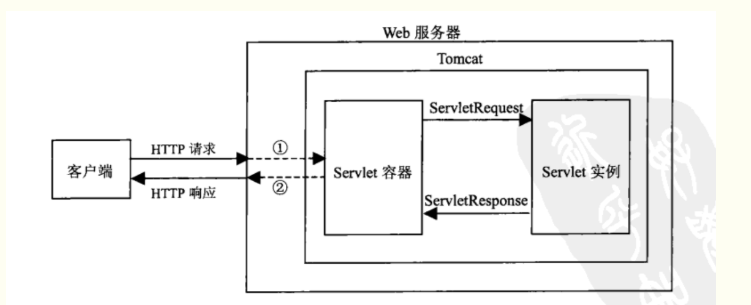 Web 服务器
Tomcat
ServletRequest
HTTP 请求
①
客户端
Servlet 容器
Servlet 实例
②
HTTP 响应
ServletResponse